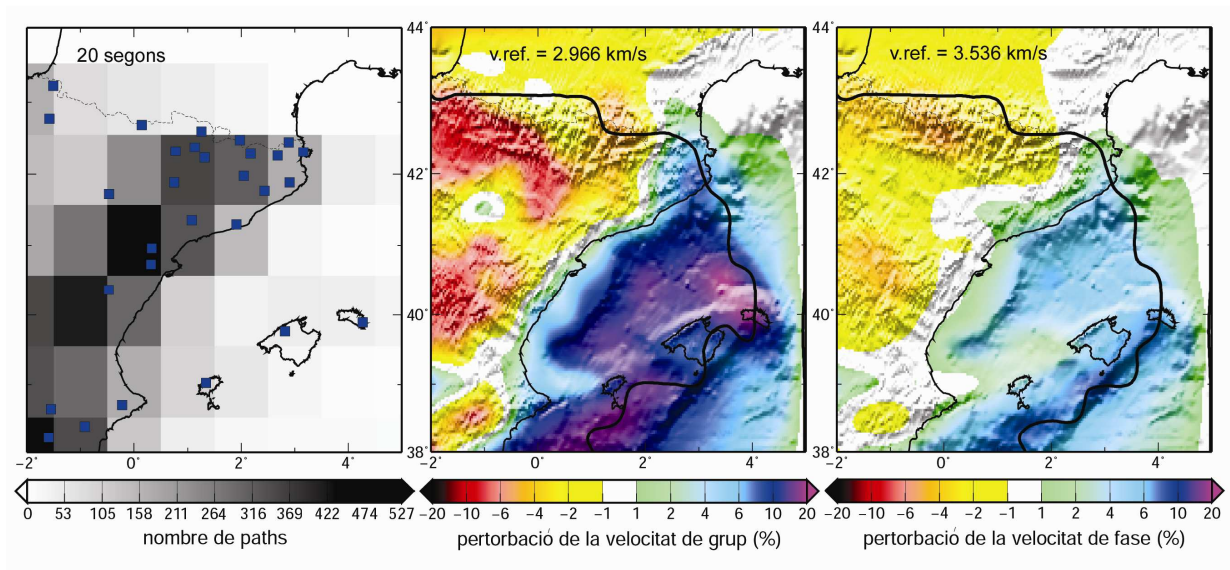 20 segons
44°
42°
40°
38°
−2° 0° 2° 4°
0 53 105 158 211 264 316 369 422 474 527
nombre de paths
v.ref. = 2.966 km/s
44°
42°
40°
38°
−2° 0° 2° 4°
−20 −10 −6 −4 −2 −1 1 2 4 6 10 20
pertorbació de la velocitat de grup (%)
v.ref. = 3.536 km/s
−2° 0° 2° 4°
−20 −10 −6 −4 −2 −1 1 2 4 6 10 20
pertorbació de la velocitat de fase (%)